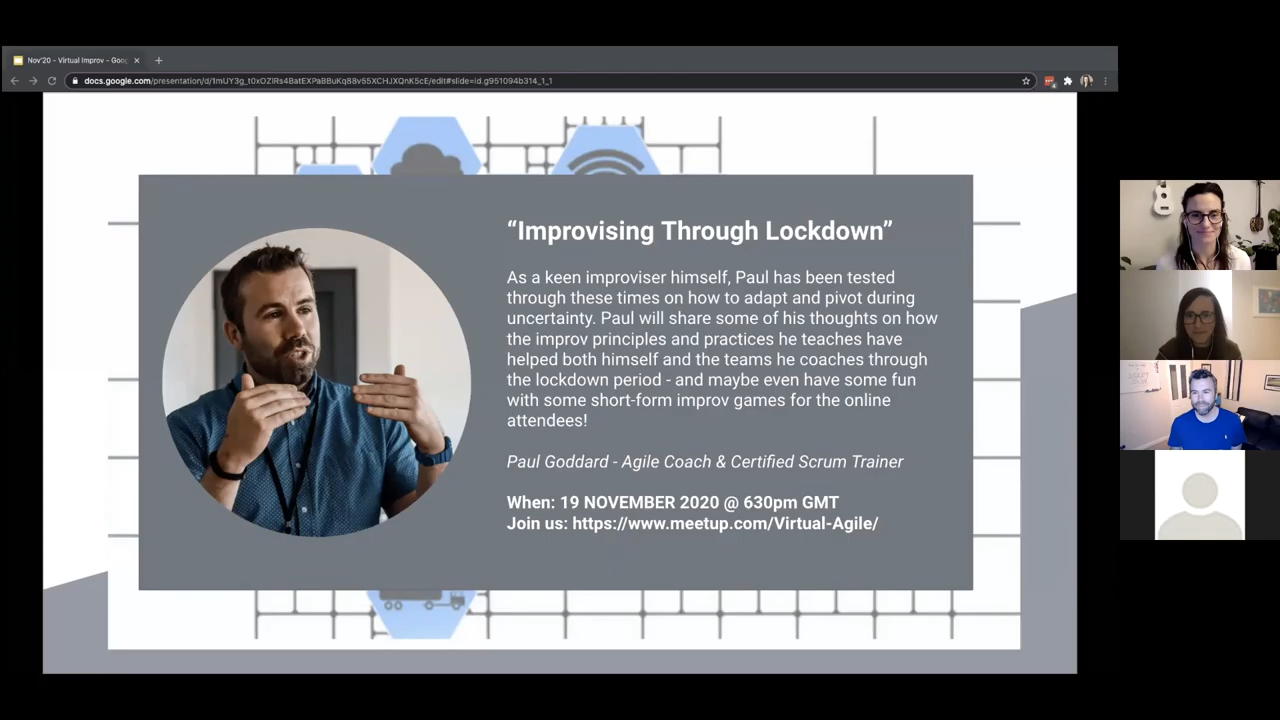 Nov'20 - Virtual Improv - Goog
docs.google.com/presentation/d/1mUY3g_t0xOZIRs4BatEXPaBBuKq88v55XCHJXQnK5cE/edit#slide=id.g951094b314_1_1
“Improvising Through Lockdown”
As a keen improviser himself, Paul has been tested
through these times on how to adapt and pivot during
uncertainty. Paul will share some of his thoughts on how
the improv principles and practices he teaches have
helped both himself and the teams he coaches through
the lockdown period - and maybe even have some fun
with some short-form improv games for the online
attendees!
Paul Goddard - Agile Coach & Certified Scrum Trainer
When: 19 NOVEMBER 2020 @ 630pm GMT
Join us: https://www.meetup.com/Virtual-Agile/